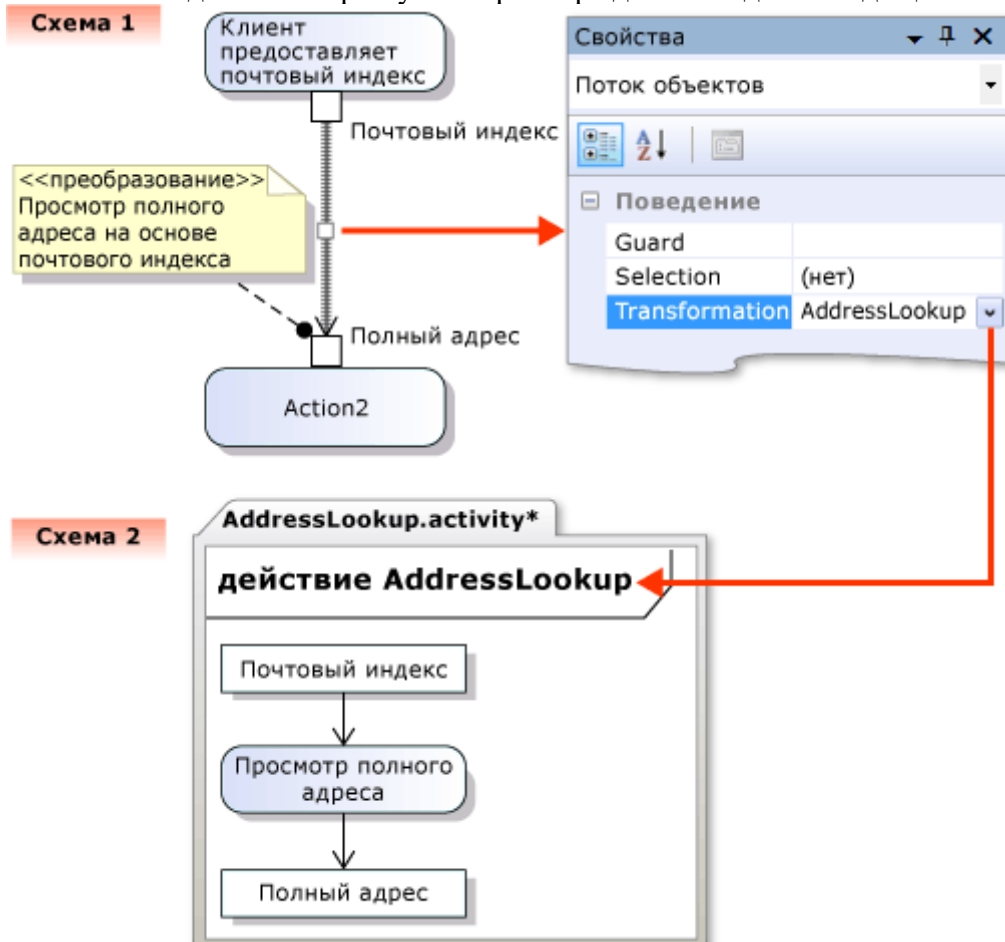 Схема 1
Клиент
предоставляет
почтовый индекс
Почтовый индекс
<<преобразование>>
Просмотр полного
адреса на основе
почтового индекса
Полный адрес
Action2
Свойства
Поток объектов
Поведение
Guard
Selection (нет)
Transformation AddressLookup
Схема 2
AddressLookup.activity*
действие AddressLookup
Почтовый индекс
Просмотр полного
адреса
Полный адрес